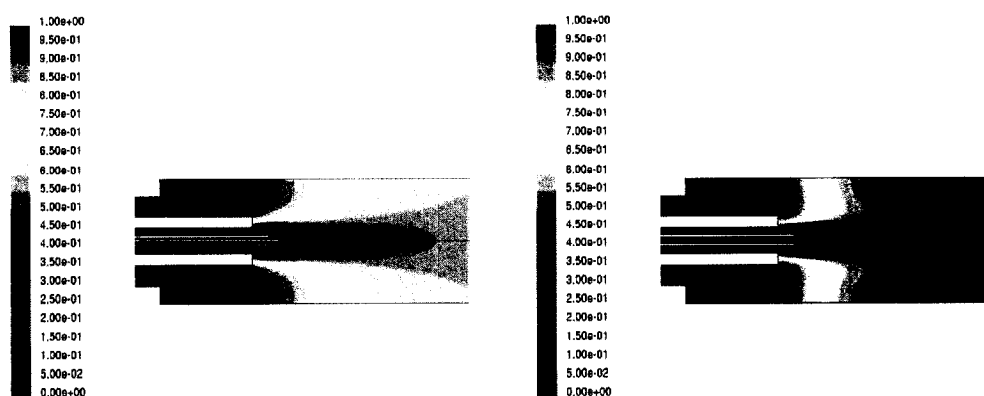 1.00e+00
9.50e-01
9.00e-01
8.50e-01
8.00e-01
7.50e-01
7.00e-01
6.50e-01
6.00e-01
5.50e-01
5.00e-01
4.50e-01
4.00e-01
3.50e-01
3.00e-01
2.50e-01
2.00e-01
1.50e-01
1.00e-01
5.00e-02
0.00e+00
1.00e+00
9.50e-01
9.00e-01
8.50e-01
8.00e-01
7.50e-01
7.00e-01
6.50e-01
6.00e-01
5.50e-01
5.00e-01
4.50e-01
4.00e-01
3.50e-01
3.00e-01
2.50e-01
2.00e-01
1.50e-01
1.00e-01
5.00e-02
0.00e+00